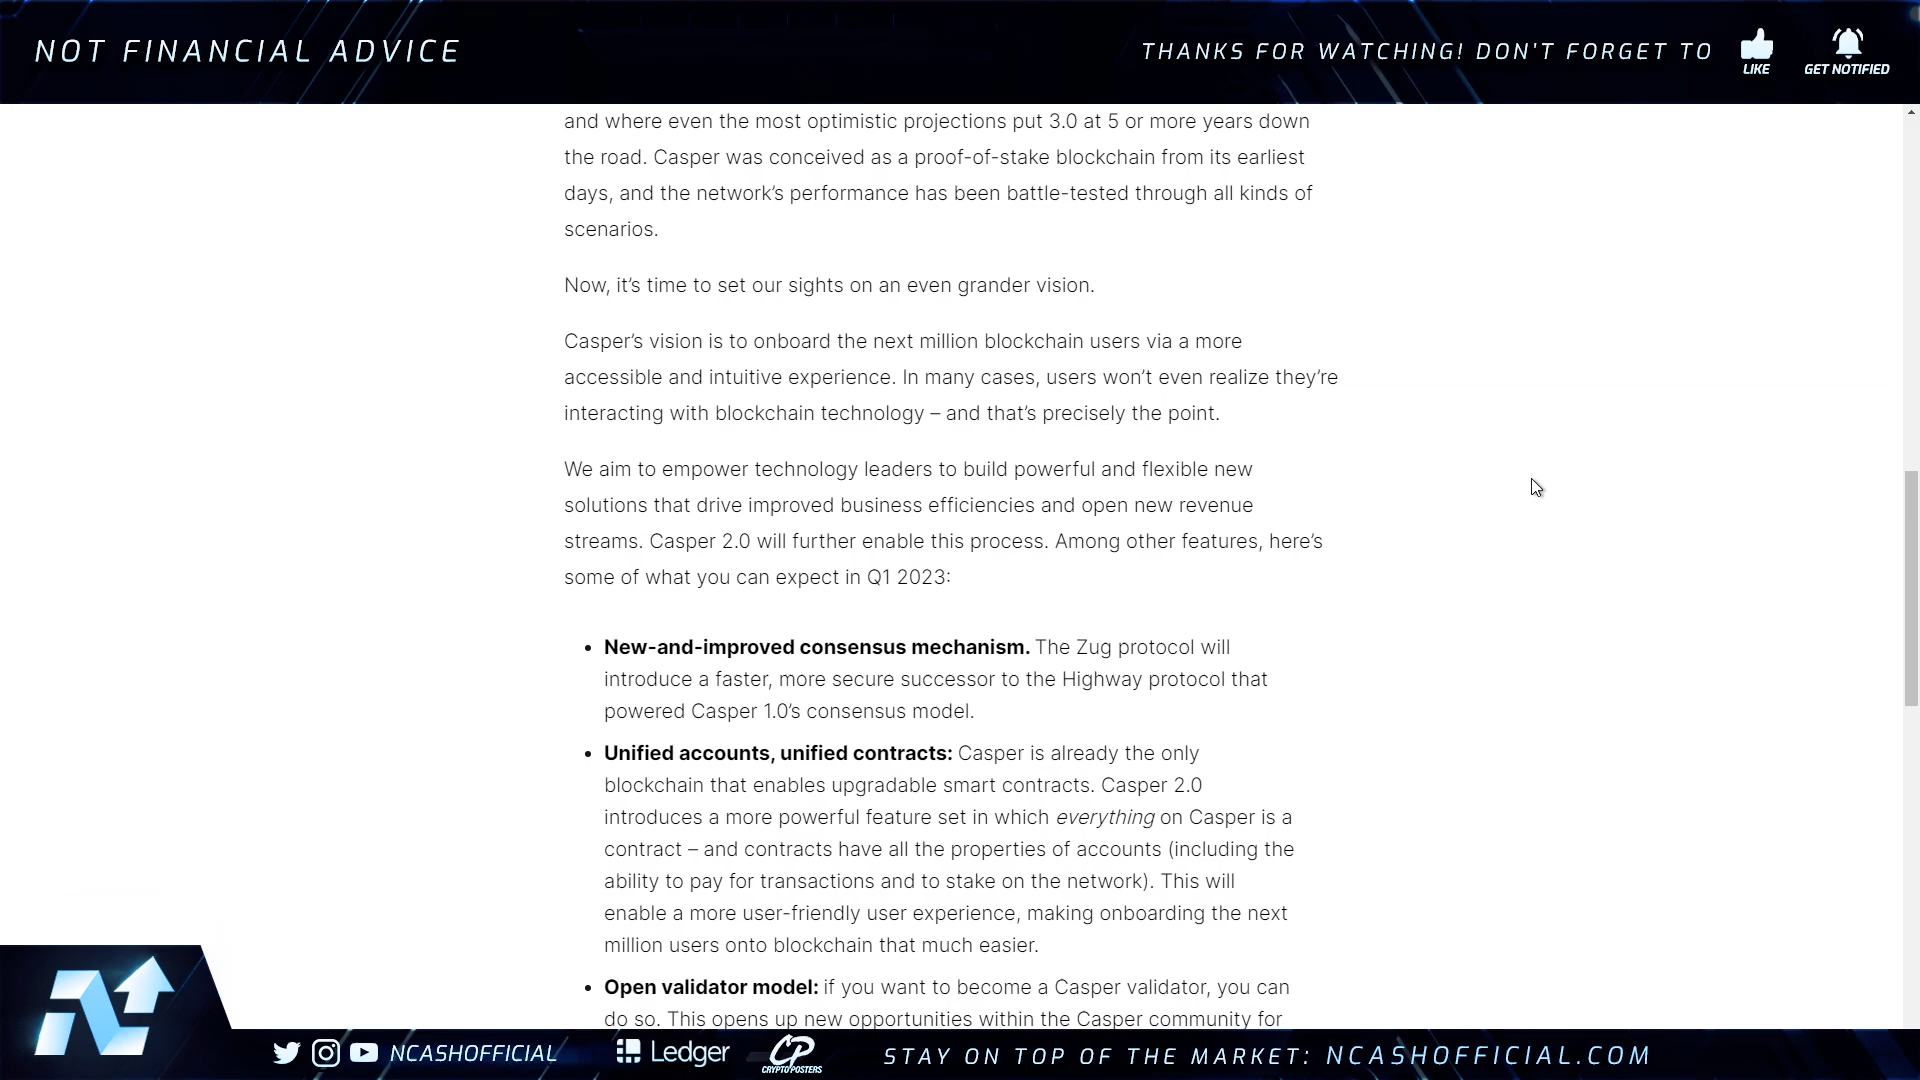 NOT FINANCIAL ADVICE
THANKS FOR WATCHING! DON'T FORGET TO
LIKE
GET NOTIFIED
and where even the most optimistic projections put 3.0 at 5 or more years down
the road. Casper was conceived as a proof-of-stake blockchain from its earliest
days, and the network’s performance has been battle-tested through all kinds of
scenarios.
Now, it’s time to set our sights on an even grander vision.
Casper’s vision is to onboard the next million blockchain users via a more
accessible and intuitive experience. In many cases, users won’t even realize they’re
interacting with blockchain technology – and that’s precisely the point.
We aim to empower technology leaders to build powerful and flexible new
solutions that drive improved business efficiencies and open new revenue
streams. Casper 2.0 will further enable this process. Among other features, here’s
some of what you can expect in Q1 2023:
• New-and-improved consensus mechanism. The Zug protocol will
introduce a faster, more secure successor to the Highway protocol that
powered Casper 1.0’s consensus model.
• Unified accounts, unified contracts: Casper is already the only
blockchain that enables upgradable smart contracts. Casper 2.0
introduces a more powerful feature set in which everything on Casper is a
contract – and contracts have all the properties of accounts (including the
ability to pay for transactions and to stake on the network). This will
enable a more user-friendly user experience, making onboarding the next
million users onto blockchain that much easier.
• Open validator model: if you want to become a Casper validator, you can
do so. This opens up new opportunities within the Casper community for
NCASHOFFICIAL
Ledger
CP
CRYPTOPOSTERS
STAY ON TOP OF THE MARKET: NCASHOFFICIAL.COM